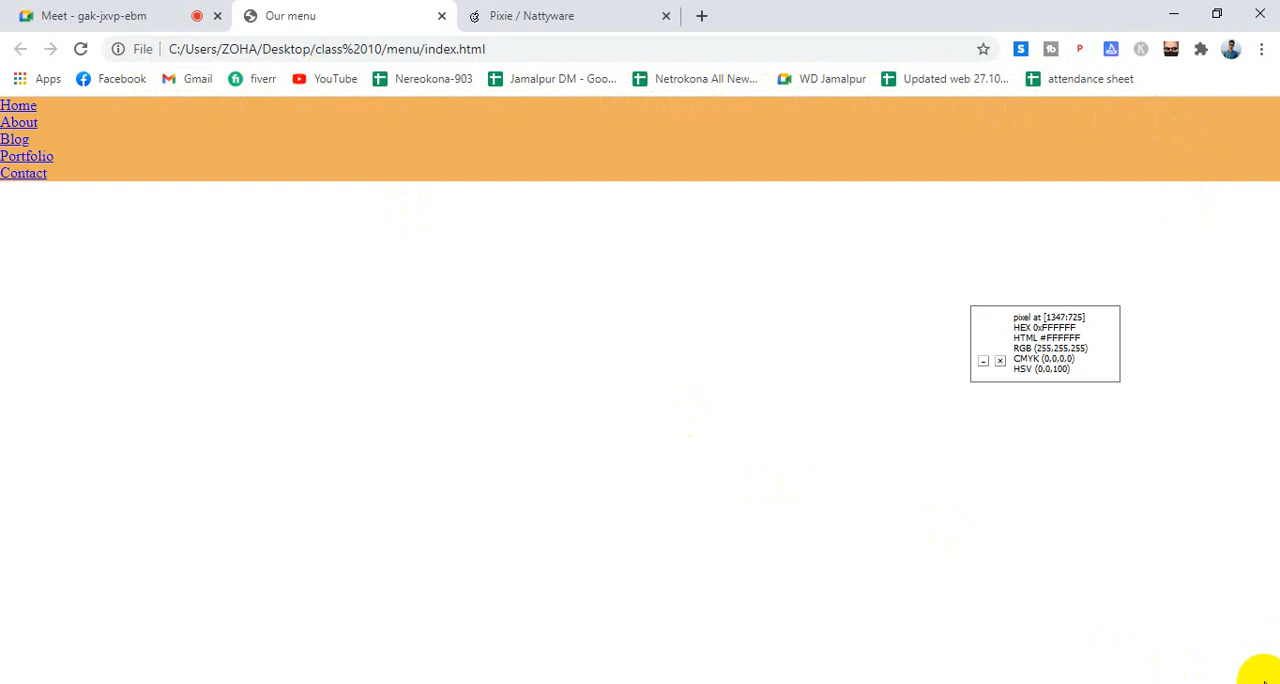 Meet - gak-jxvp-ebm
Our menu
Pixie / Nattyware
File
C:/Users/ZOHA/Desktop/class%2010/menu/index.html
Apps
Facebook
Gmail
fiverr
YouTube
Nereokona-903
Jamalpur DM - Goo...
Netrokona All New...
WD Jamalpur
Updated web 27.10...
attendance sheet
Home
About
Blog
Portfolio
Contact
pixel at [1347:725]
HEX 0xFFFFFF
HTML #FFFFFF
RGB (255,255,255)
CMYK (0,0,0,0)
HSV (0,0,100)